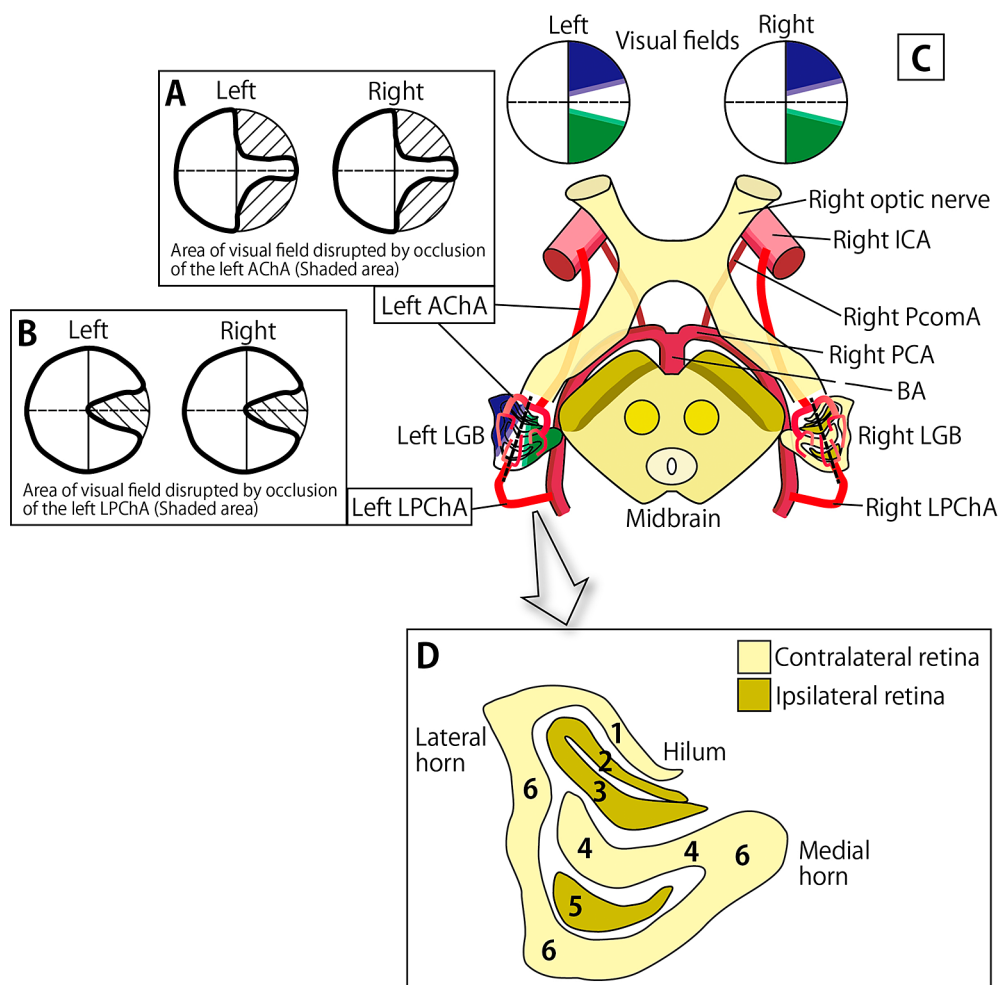 Left
Visual fields
Right
C
A
Left
Right
Area of visual field disrupted by occlusion
of the left AChA (Shaded area)
Right optic nerve
Right ICA
Left AChA
Right PcomA
B
Left
Right
Right PCA
BA
Left LGB
Right LGB
Area of visual field disrupted by occlusion
of the left LPChA (Shaded area)
Left LPChA
Midbrain
Right LPChA
D
Contralateral retina
Ipsilateral retina
Lateral
horn
1
Hilum
2
3
6
4
4
6
Medial
horn
5
6